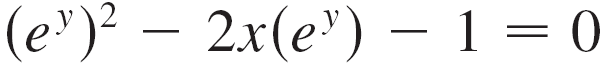 (e^y)^2 − 2x(e^y) − 1 = 0